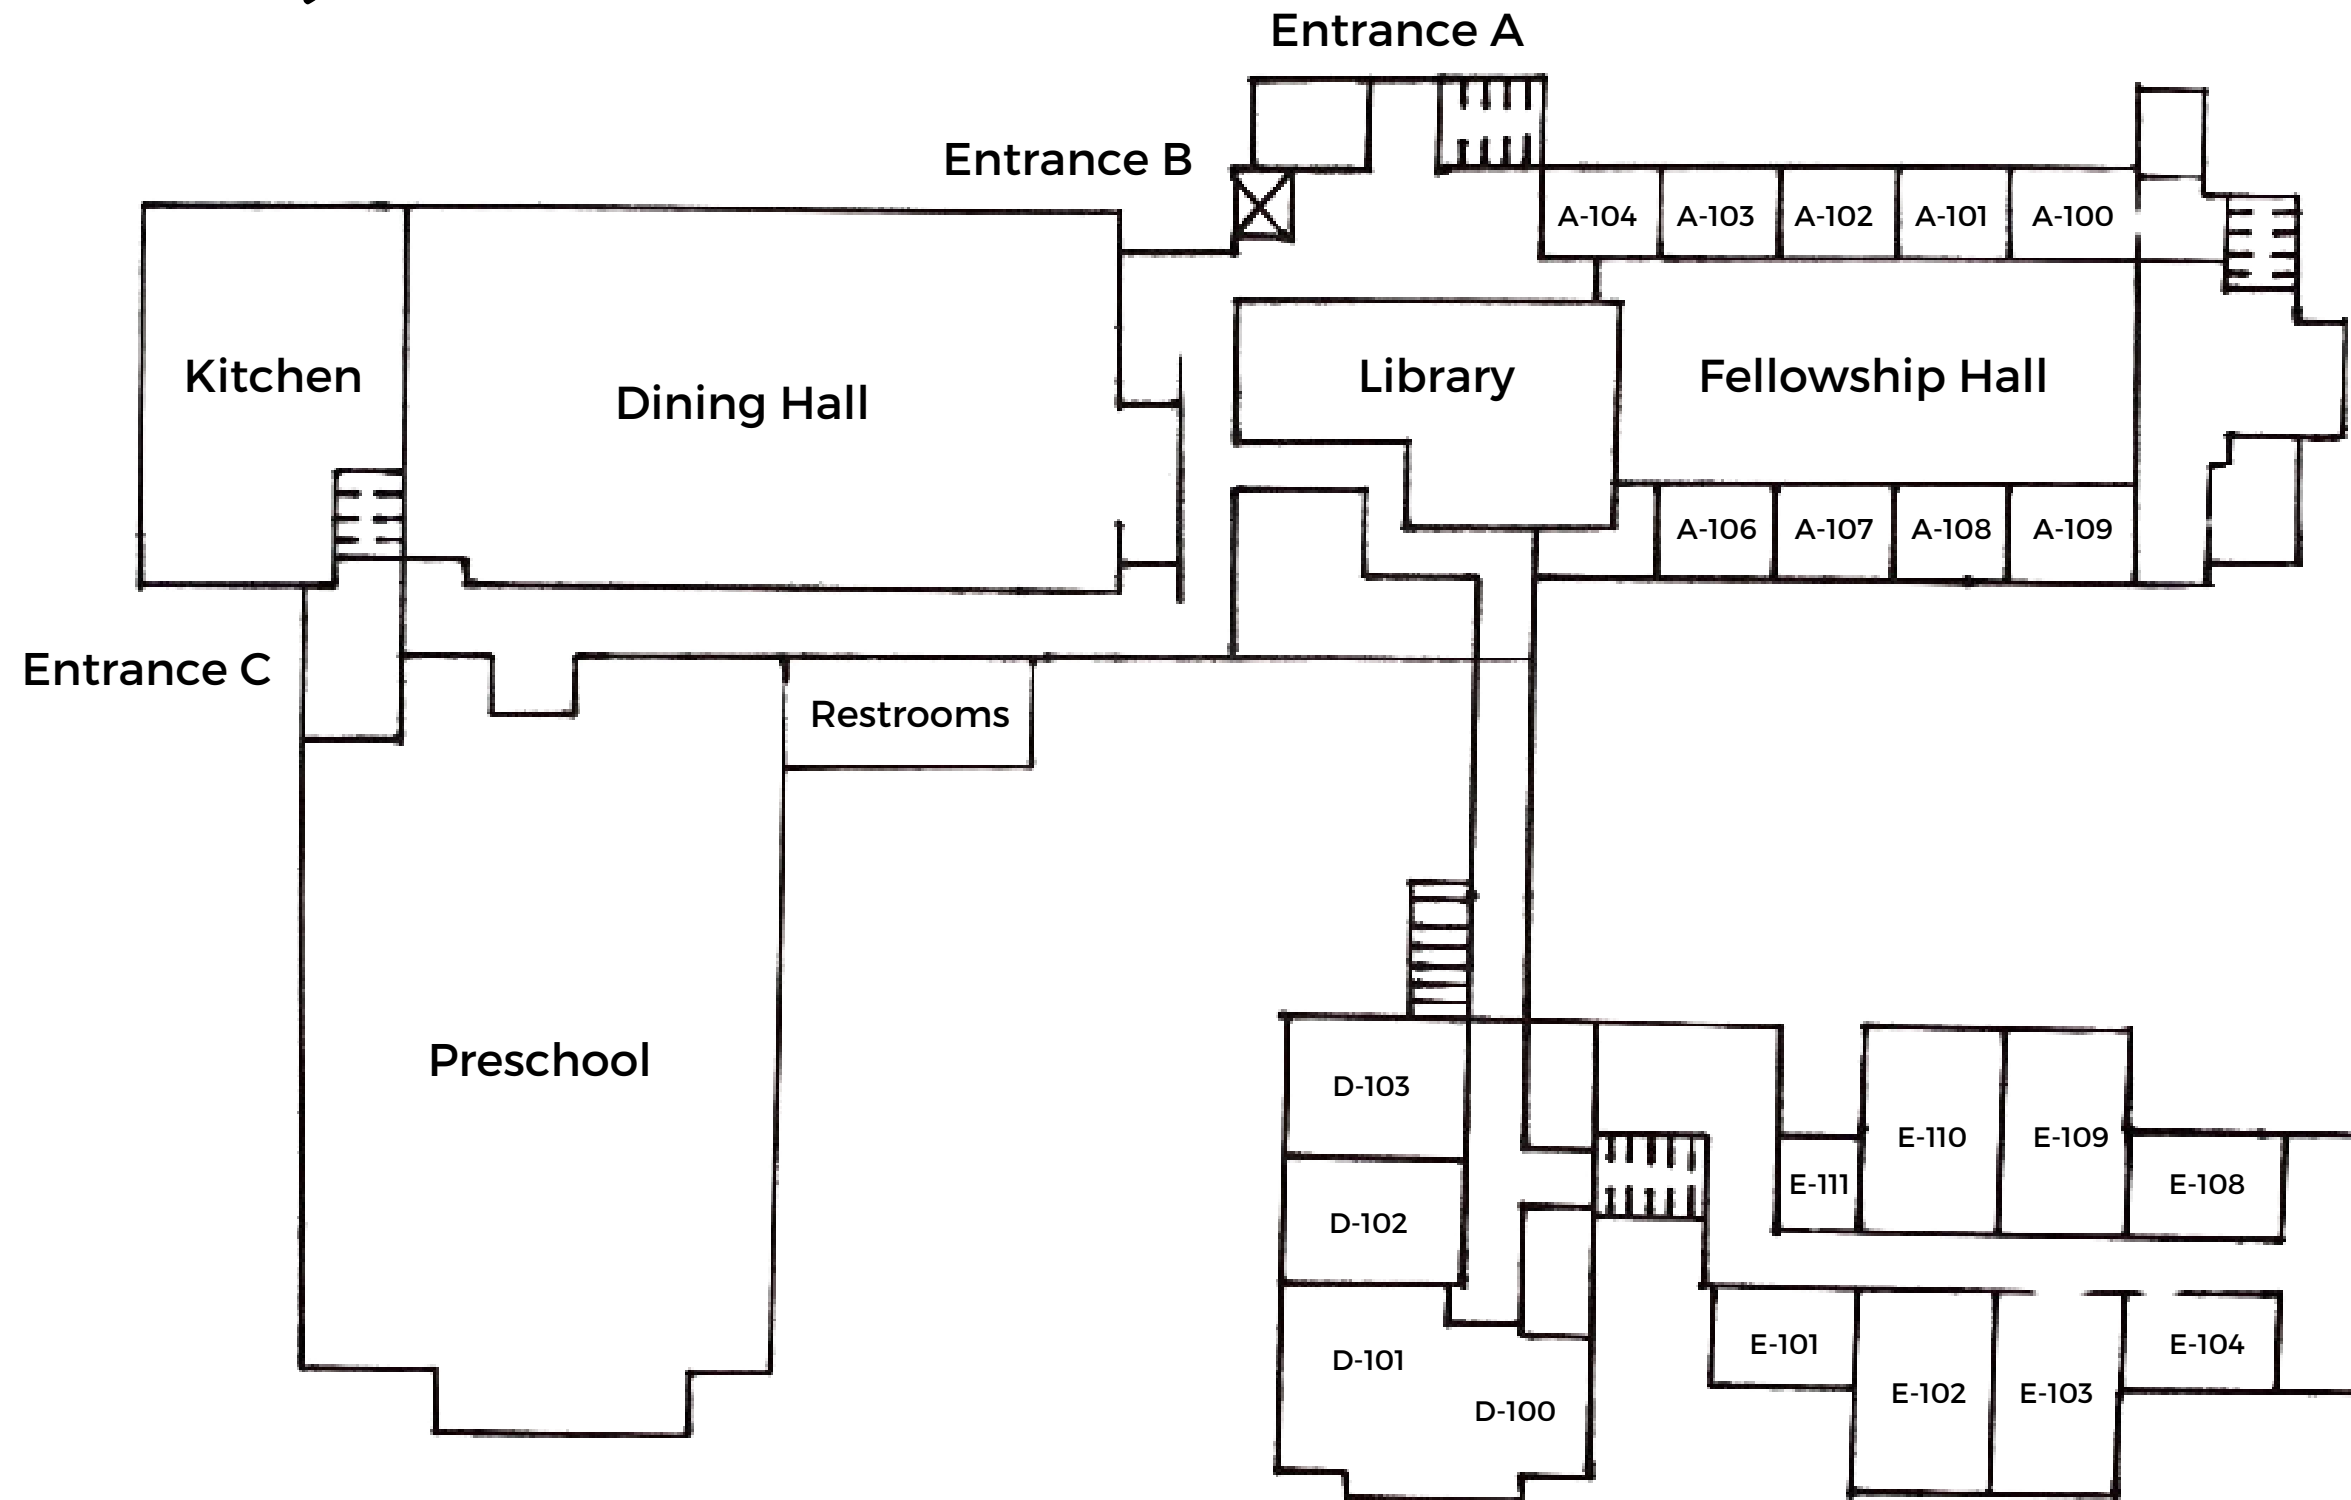 Entrance A
Entrance B
A-104
A-103
A-102
A-101
A-100
Kitchen
Dining Hall
Library
Fellowship Hall
A-106
A-107
A-108
A-109
Entrance C
Restrooms
Preschool
D-103
E-110
E-109
E-111
E-108
D-102
D-101
E-101
E-104
D-100
E-102
E-103